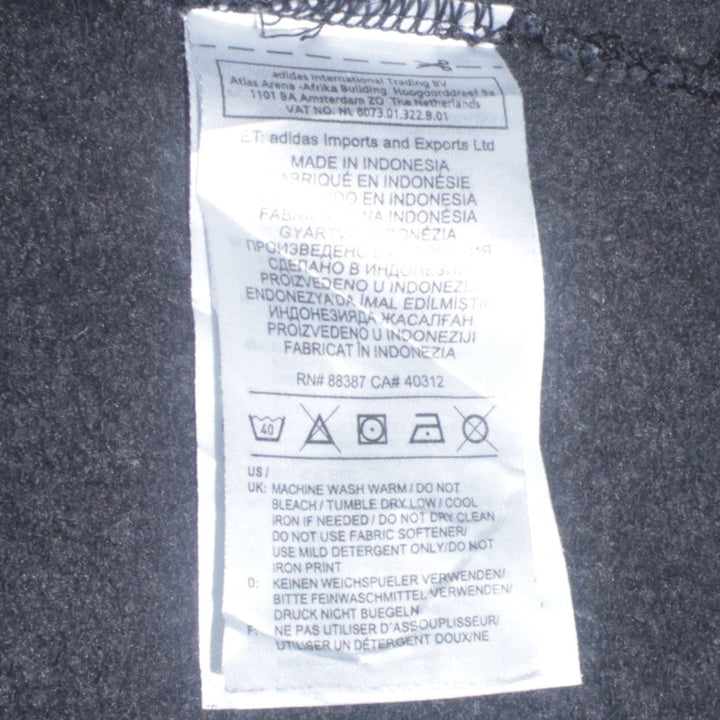 adidas International Trading BV
Atlas Arena -Afrika Building Hoogoorddreef 9a
1101 BA Amsterdam ZO The Netherlands
VAT NO: NL 8073.01.322.B.01
ET: adidas Imports and Exports Ltd
MADE IN INDONESIA
FABRIQUÉ EN INDONÉSIE
EN INDONÉSIA
NA INDONÉSIA
GYÁRTVA
ПРОИЗВЕДЕНО
СДЕЛАНО В ИНДОНЕЗИИ
PROIZVEDENO U INDONEZIJI
ENDONEZYA'DA İMAL EDİLMİŞTİR
ИНДОНЕЗИЯДА ЖАСАЛҒАН
PROIZVEDENO U INDONEZIJI
FABRICAT ÎN INDONEZIA
RN# 88387 CA# 40312
40
US /
UK: MACHINE WASH WARM / DO NOT
BLEACH / TUMBLE DRY LOW / COOL
IRON IF NEEDED / DO NOT DRY CLEAN
DO NOT USE FABRIC SOFTENER/
USE MILD DETERGENT ONLY/DO NOT
IRON PRINT
D: KEINEN WEICHSPUELER VERWENDEN/
BITTE FEINWASCHMITTEL VERWENDEN/
DRUCK NICHT BUEGELN
F: NE PAS UTILISER D'ASSOUPLISSEUR/
UTILISER UN DÉTERGENT DOUX/NE